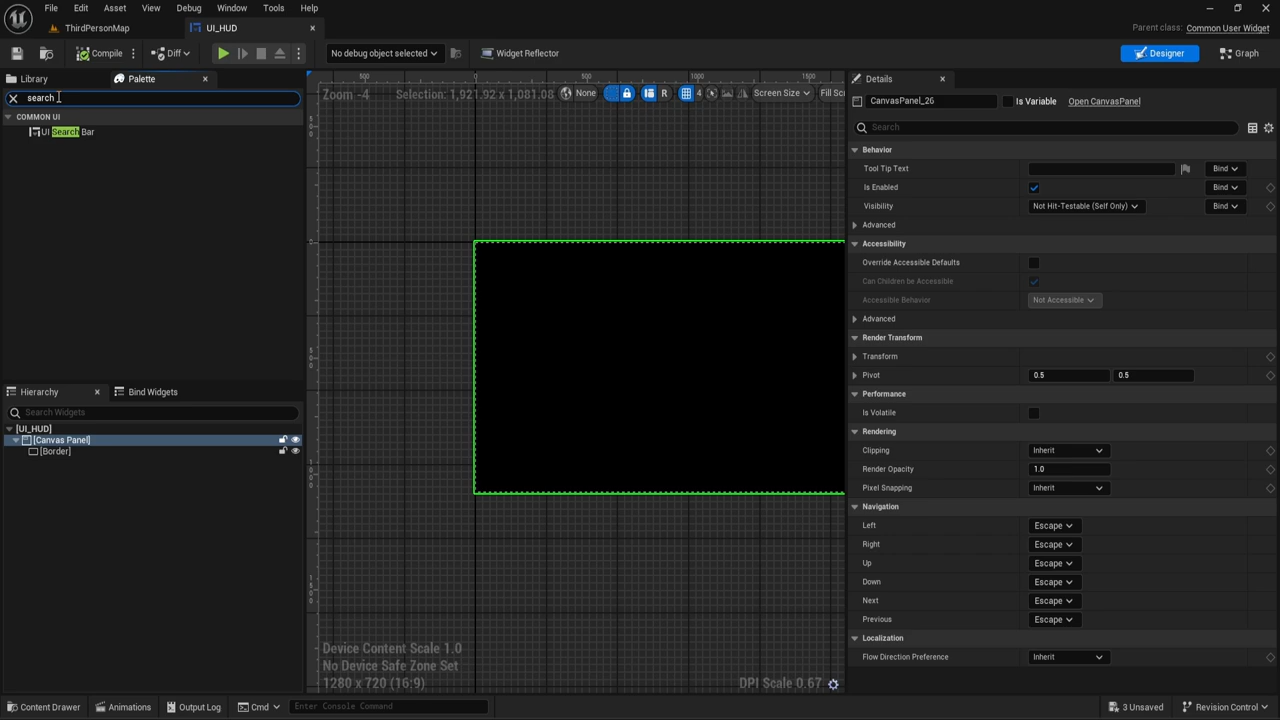 File Edit Asset View Debug Window Tools Help
ThirdPersonMap
UI_HUD
Parent class: Common User Widget
Compile
Diff
No debug object selected
Widget Reflector
Designer
Graph
Library
Palette
Details
search
COMMON UI
UI Search Bar
500 0 500 1000 1500
Zoom -4
Selection: 1,921.92 x 1,081.08
None
R
4
Screen Size
Fill Scr
CanvasPanel_26
Is Variable
Open CanvasPanel
Search
Behavior
Tool Tip Text
Bind
Is Enabled
Bind
Visibility
Not Hit-Testable (Self Only)
Bind
Advanced
Accessibility
Override Accessible Defaults
Can Children be Accessible
Accessible Behavior
Not Accessible
Advanced
Render Transform
Transform
Pivot
0.5
0.5
Performance
Is Volatile
Rendering
Clipping
Inherit
Render Opacity
1.0
Pixel Snapping
Inherit
Navigation
Left
Escape
Right
Escape
Up
Escape
Down
Escape
Next
Escape
Previous
Escape
Localization
Flow Direction Preference
Inherit
Hierarchy
Bind Widgets
Search Widgets
[UI_HUD]
[Canvas Panel]
[Border]
Device Content Scale 1.0
No Device Safe Zone Set
1280 x 720 (16:9)
DPI Scale 0.67
Content Drawer
Animations
Output Log
Cmd
Enter Console Command
3 Unsaved
Revision Control